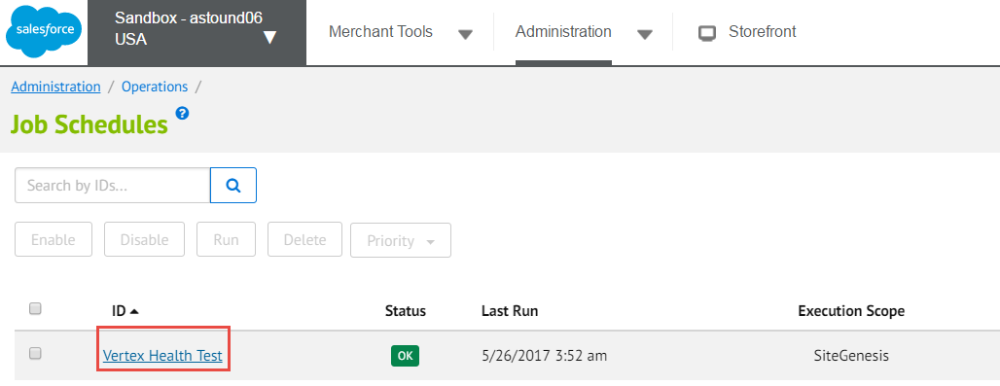 salesforce
Sandbox - astound06
USA
Merchant Tools
Administration
Storefront
Administration / Operations /
Job Schedules ?
Search by IDs...
Enable Disable Run Delete Priority
ID Status Last Run Execution Scope
Vertex Health Test OK 5/26/2017 3:52 am SiteGenesis